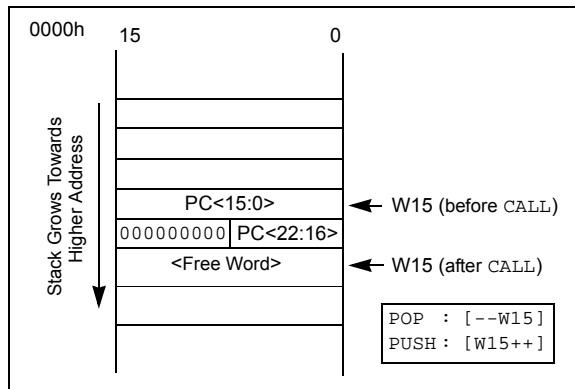 0000h
15 0
Stack Grows Towards
Higher Address
PC<15:0>
W15 (before CALL)
000000000 PC<22:16>
<Free Word>
W15 (after CALL)
POP : [--W15]
PUSH : [W15++]